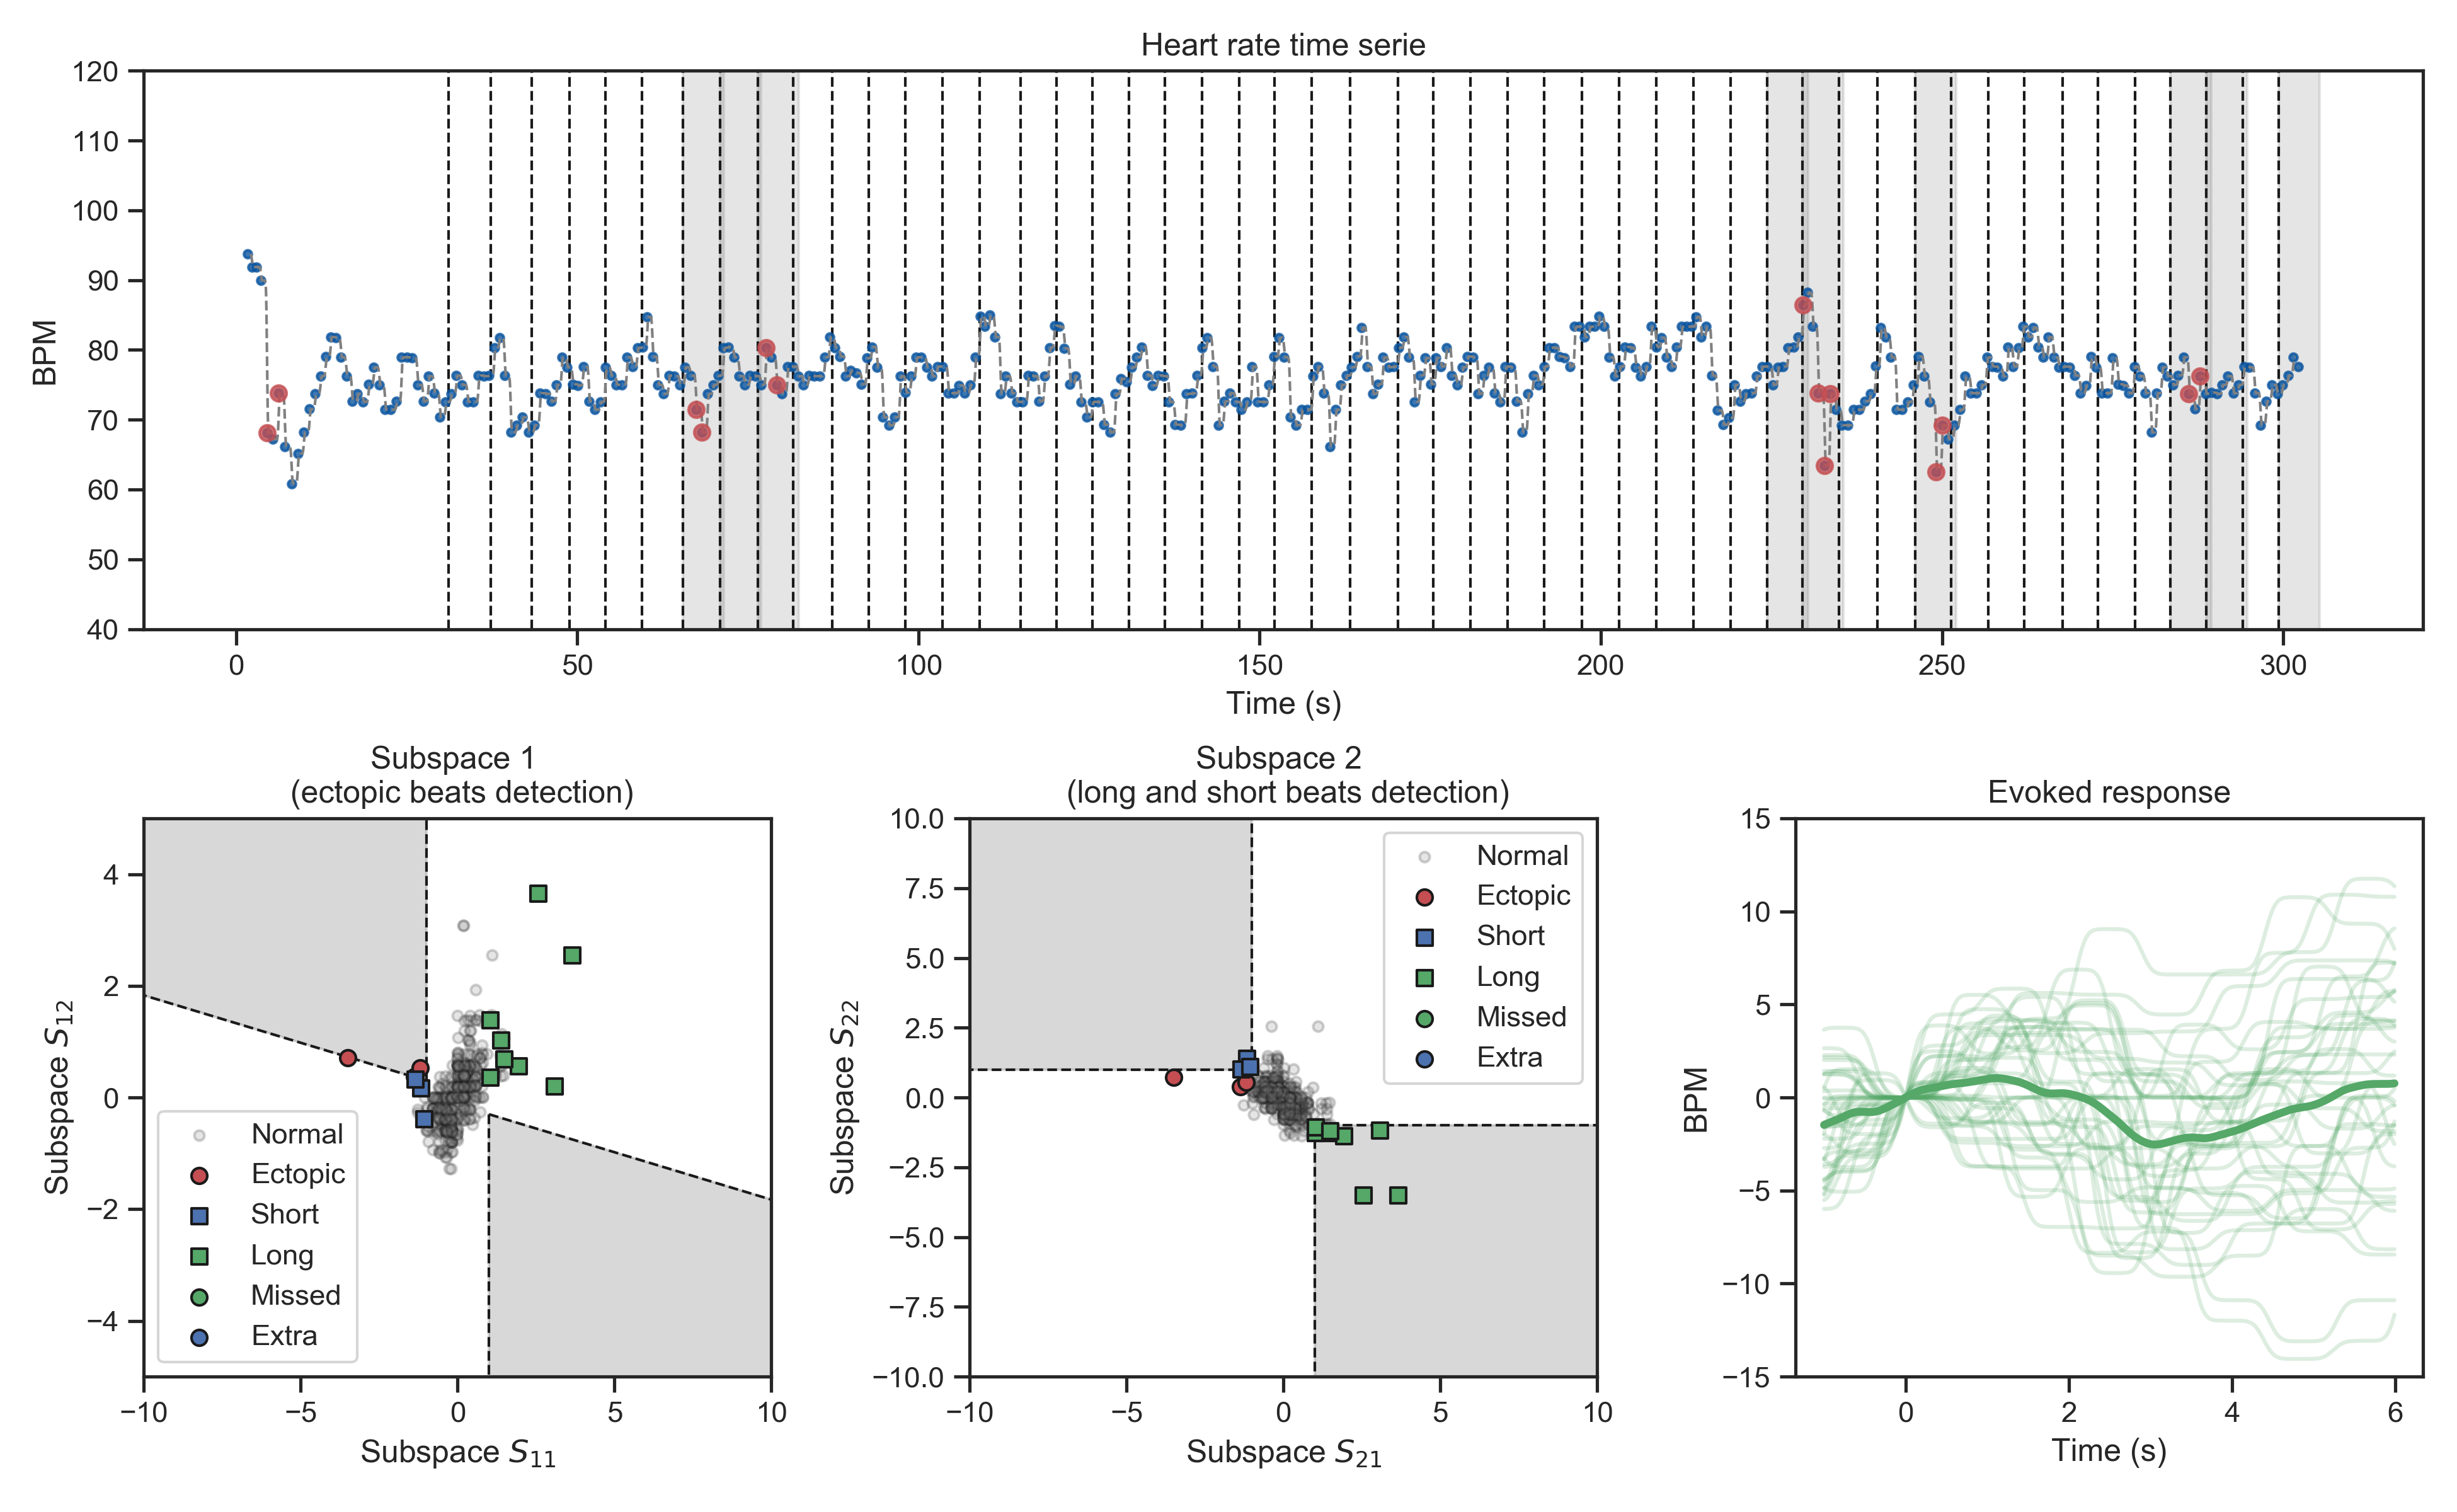 Heart rate time serie
120
110
100
90
80
70
60
50
40
BPM
0 50 100 150 200 250 300
Time (s)
Subspace 1
(ectopic beats detection)
4
2
0
−2
−4
Subspace S12
Normal
Ectopic
Short
Long
Missed
Extra
−10 −5 0 5 10
Subspace S11
Subspace 2
(long and short beats detection)
10.0
7.5
5.0
2.5
0.0
−2.5
−5.0
−7.5
−10.0
Subspace S22
Normal
Ectopic
Short
Long
Missed
Extra
−10 −5 0 5 10
Subspace S21
Evoked response
15
10
5
0
−5
−10
−15
BPM
0 2 4 6
Time (s)